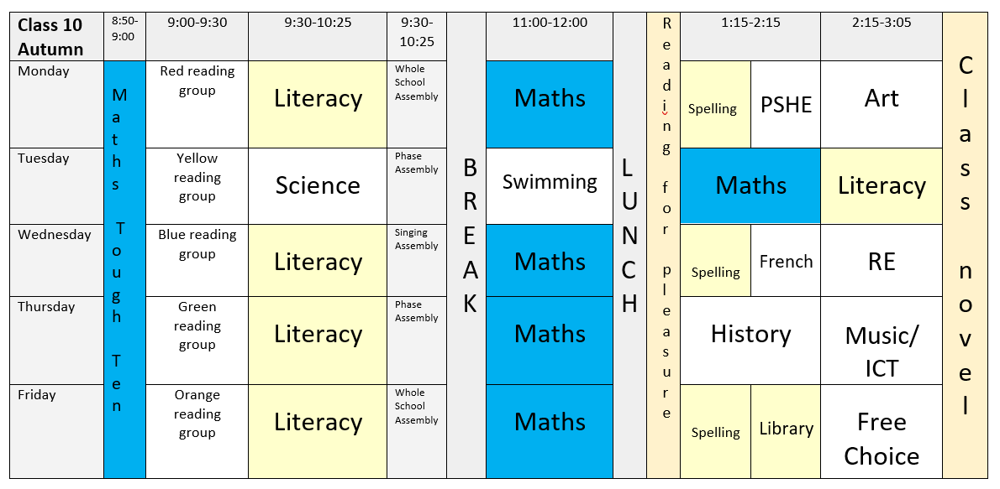 Class 10
Autumn
8:50-
9:00
9:00-9:30
9:30-10:25
9:30-
10:25
BREAK
11:00-12:00
LUNCH
Reading for pleasure
1:15-2:15
2:15-3:05
Class novel
Monday
Maths Tough Ten
Red reading
group
Literacy
Whole
School
Assembly
Maths
Spelling
PSHE
Art
Tuesday
Yellow
reading
group
Science
Phase
Assembly
Swimming
Maths
Literacy
Wednesday
Blue reading
group
Literacy
Singing
Assembly
Maths
Spelling
French
RE
Thursday
Green
reading
group
Literacy
Phase
Assembly
Maths
History
Music/
ICT
Friday
Orange
reading
group
Literacy
Whole
School
Assembly
Maths
Spelling
Library
Free
Choice